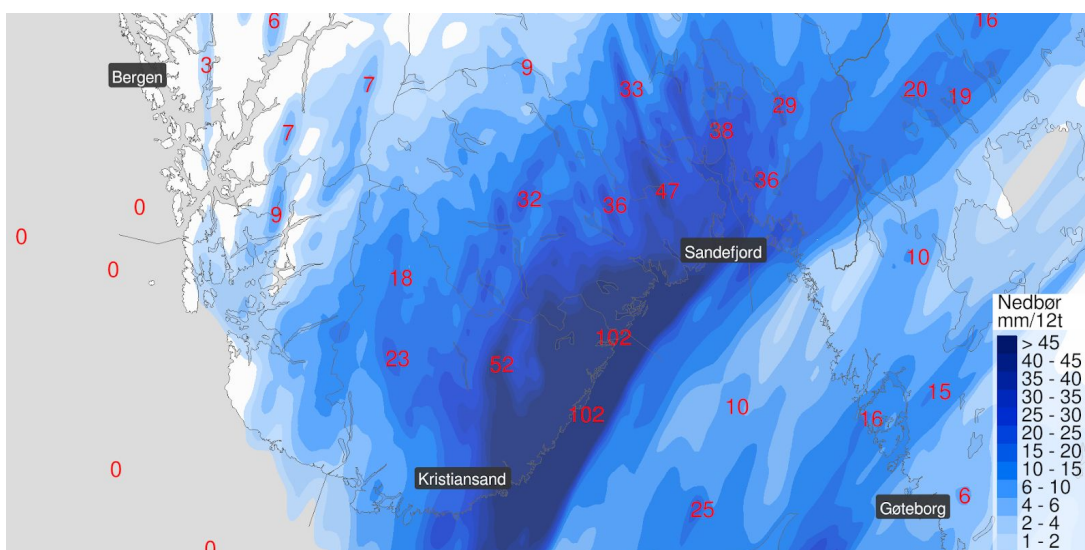 6
16
3
9
7
33
20
19
Bergen
29
7
38
47
36
32
36
0
9
0
Sandefjord
0
10
18
Nedbør
mm/12t
> 45
40 - 45
35 - 40
30 - 35
25 - 30
20 - 25
15 - 20
10 - 15
6 - 10
4 - 6
2 - 4
1 - 2
102
23
52
15
10
102
16
0
Kristiansand
6
25
Gøteborg
0